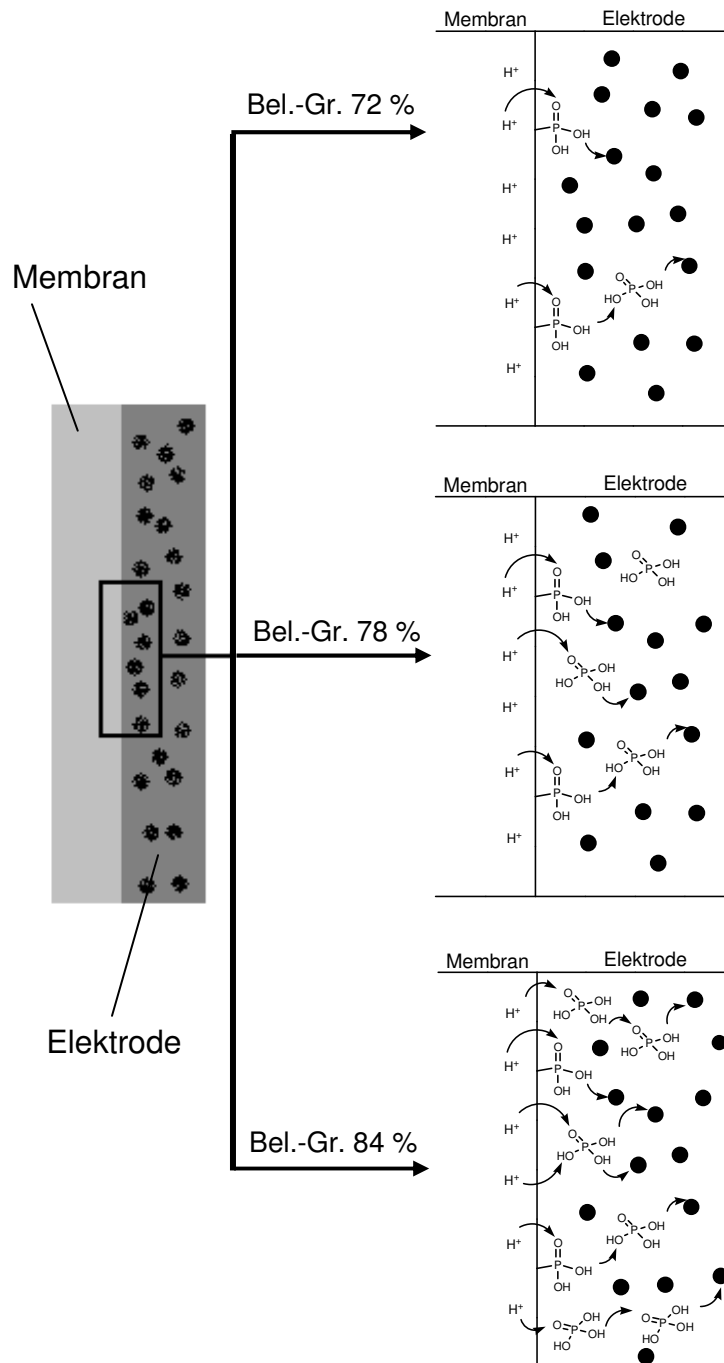 Membran
Elektrode
Bel.-Gr. 72 %
Membran Elektrode
H⁺
O
H⁺ P OH
OH
H⁺
H⁺
O OH
P
HO OH
H⁺ O
P OH
OH
H⁺
Bel.-Gr. 78 %
Membran Elektrode
H⁺
O OH
P
HO OH
O
H⁺ P OH
OH
H⁺
O OH
P
HO OH
H⁺
O OH
P
HO OH
H⁺ O
P OH
OH
H⁺
Bel.-Gr. 84 %
Membran Elektrode
H⁺
O OH
P
HO OH
O OH
P
HO OH
O
H⁺ P OH
OH
H⁺
O OH
P
HO OH
H⁺
O OH
P
HO OH
H⁺ O
P OH
OH
H⁺
O P OH
HO OH
O P OH
HO OH